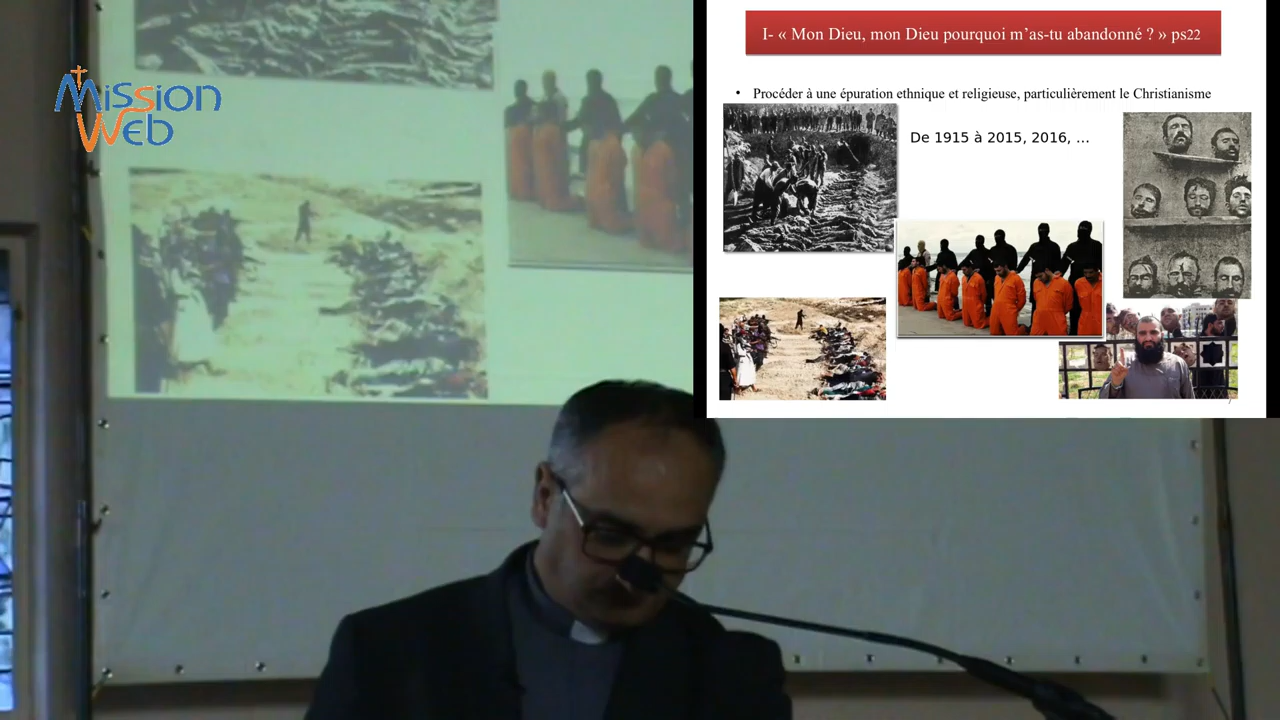 Mission
Web
I- « Mon Dieu, mon Dieu pourquoi m'as-tu abandonné ? » ps22
• Procéder à une épuration ethnique et religieuse, particulièrement le Christianisme
De 1915 à 2015, 2016, ...
7